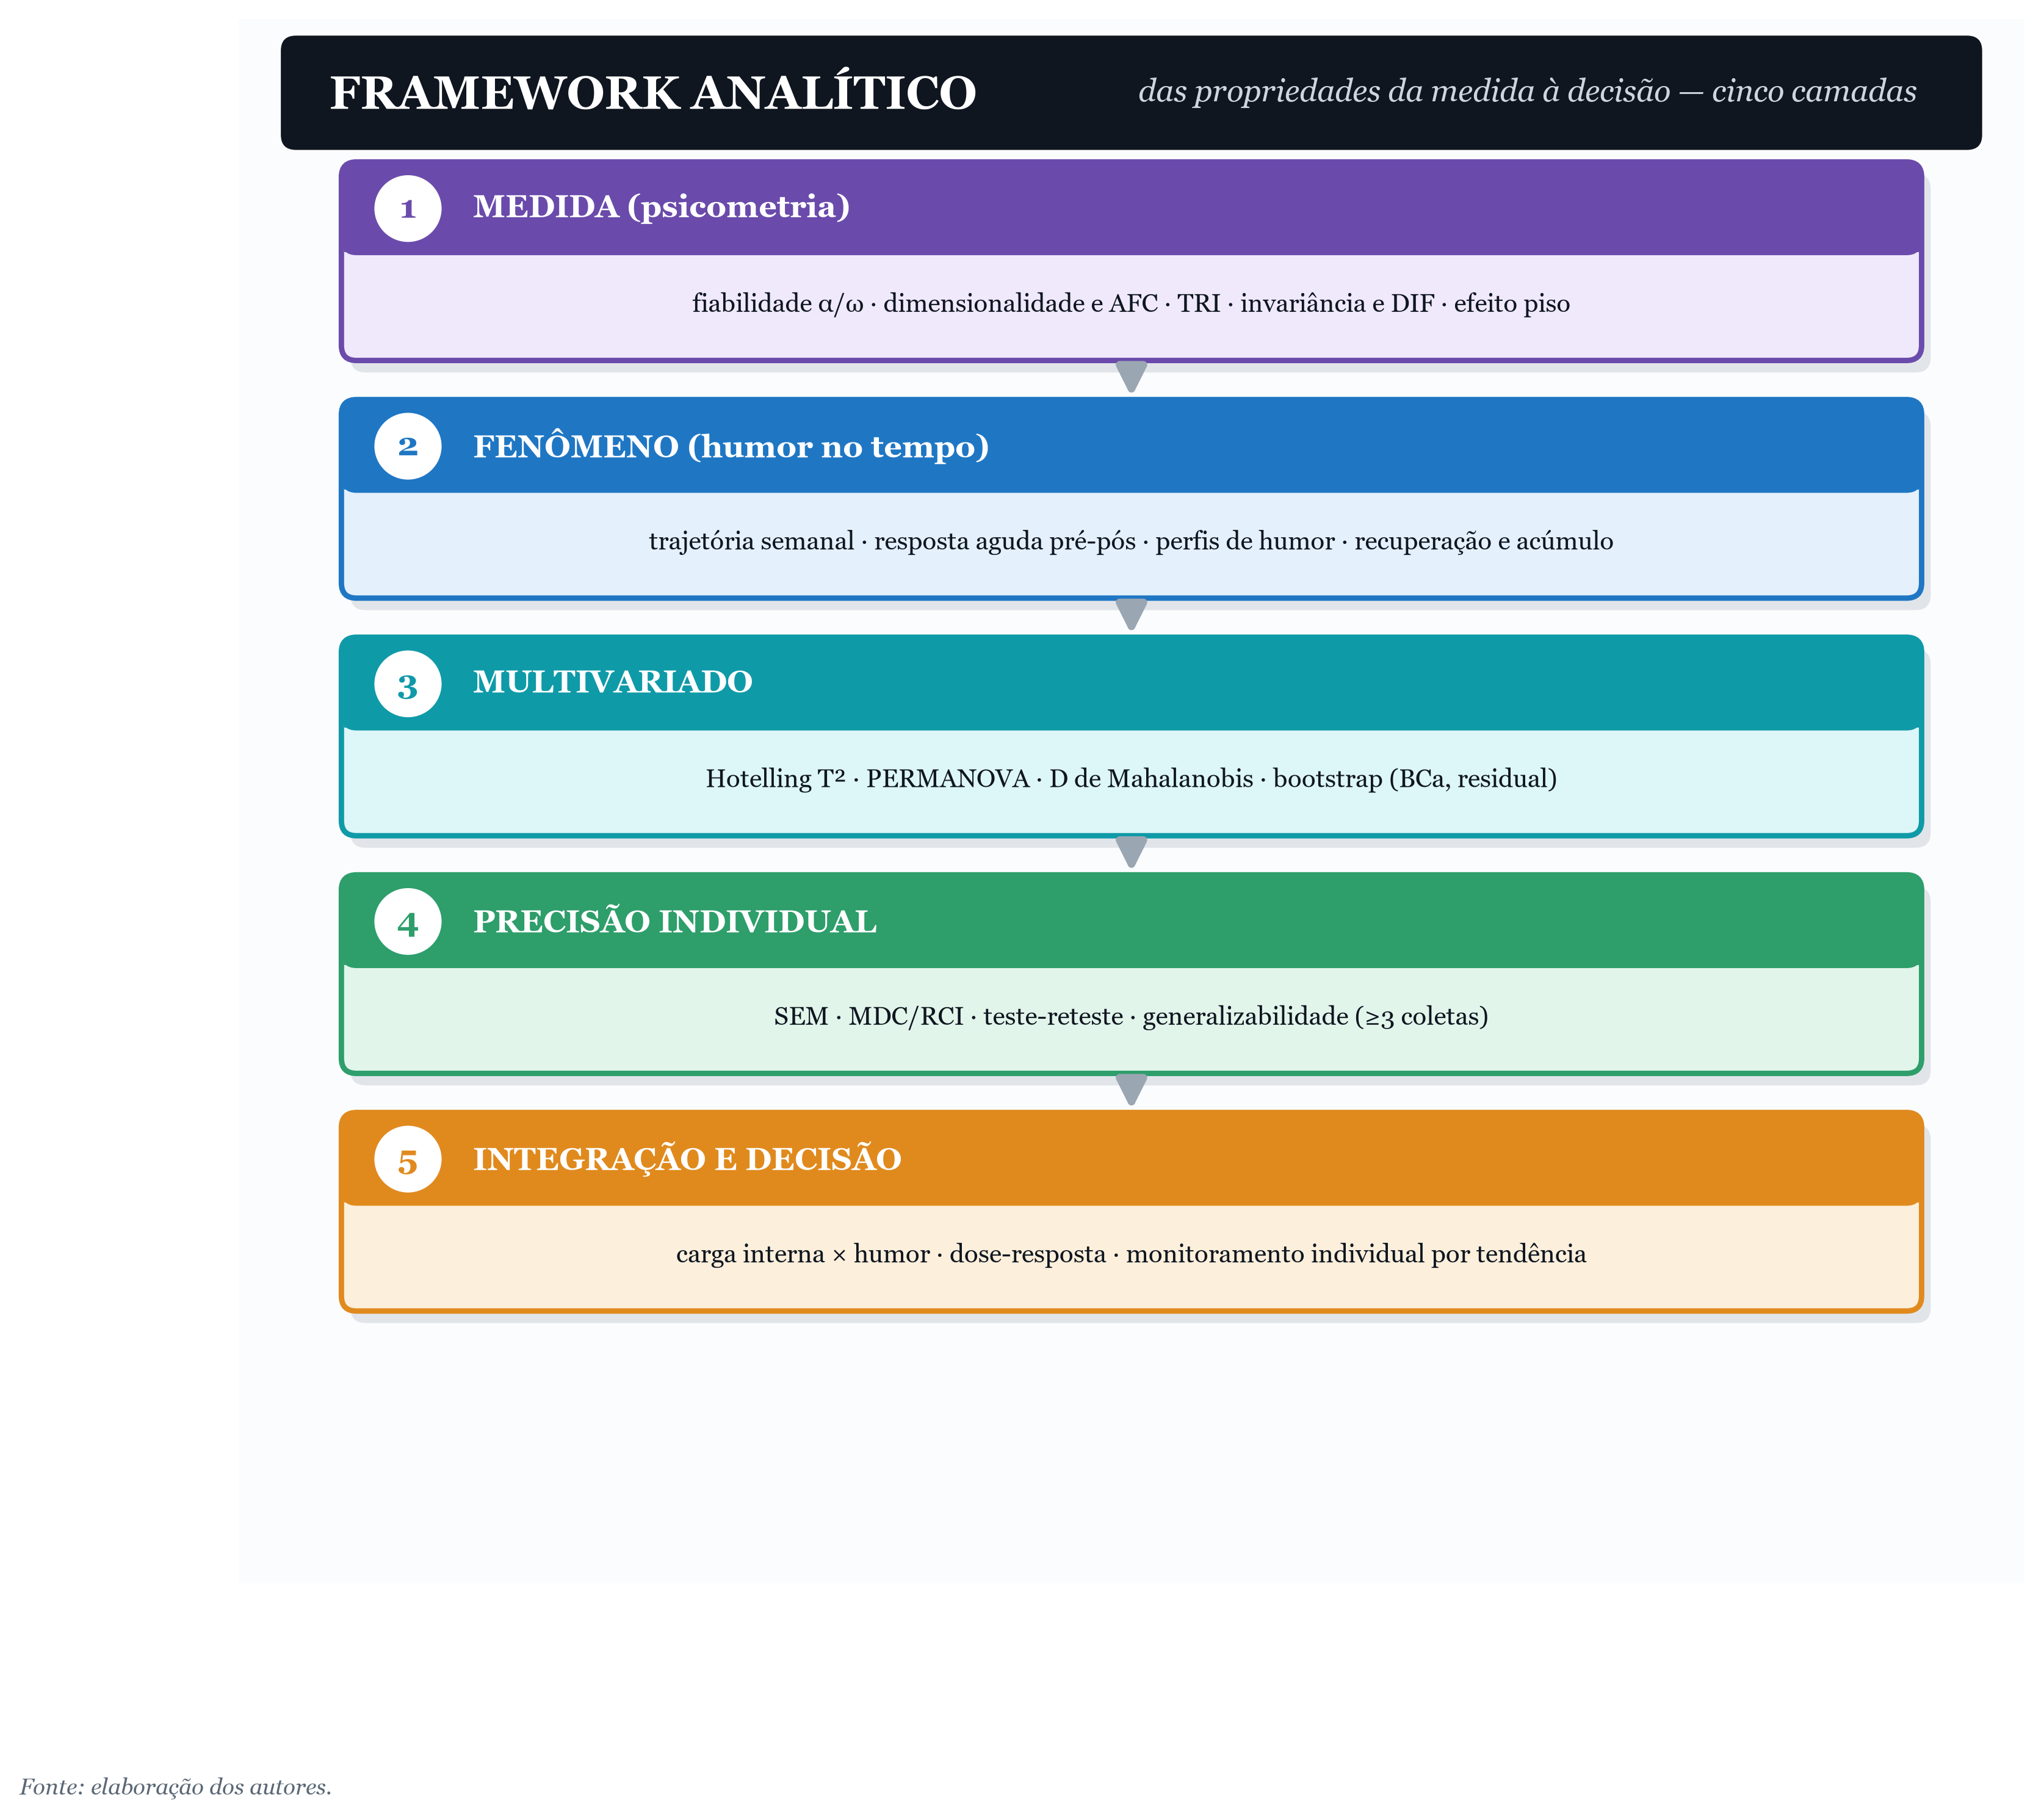 FRAMEWORK ANALÍTICO
das propriedades da medida à decisão — cinco camadas
1
MEDIDA (psicometria)
fiabilidade α/ω · dimensionalidade e AFC · TRI · invariância e DIF · efeito piso
2
FENÔMENO (humor no tempo)
trajetória semanal · resposta aguda pré-pós · perfis de humor · recuperação e acúmulo
3
MULTIVARIADO
Hotelling T² · PERMANOVA · D de Mahalanobis · bootstrap (BCa, residual)
4
PRECISÃO INDIVIDUAL
SEM · MDC/RCI · teste-reteste · generalizabilidade (≥3 coletas)
5
INTEGRAÇÃO E DECISÃO
carga interna × humor · dose-resposta · monitoramento individual por tendência
Fonte: elaboração dos autores.